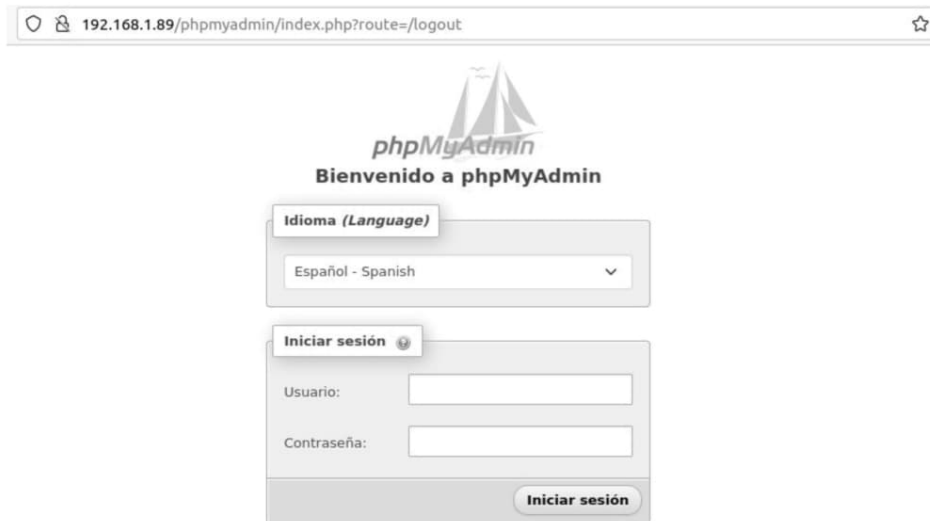 192.168.1.89/phpmyadmin/index.php?route=/logout
phpMyAdmin
Bienvenido a phpMyAdmin
Idioma (Language)
Español - Spanish
Iniciar sesión
Usuario:
Contraseña:
Iniciar sesión